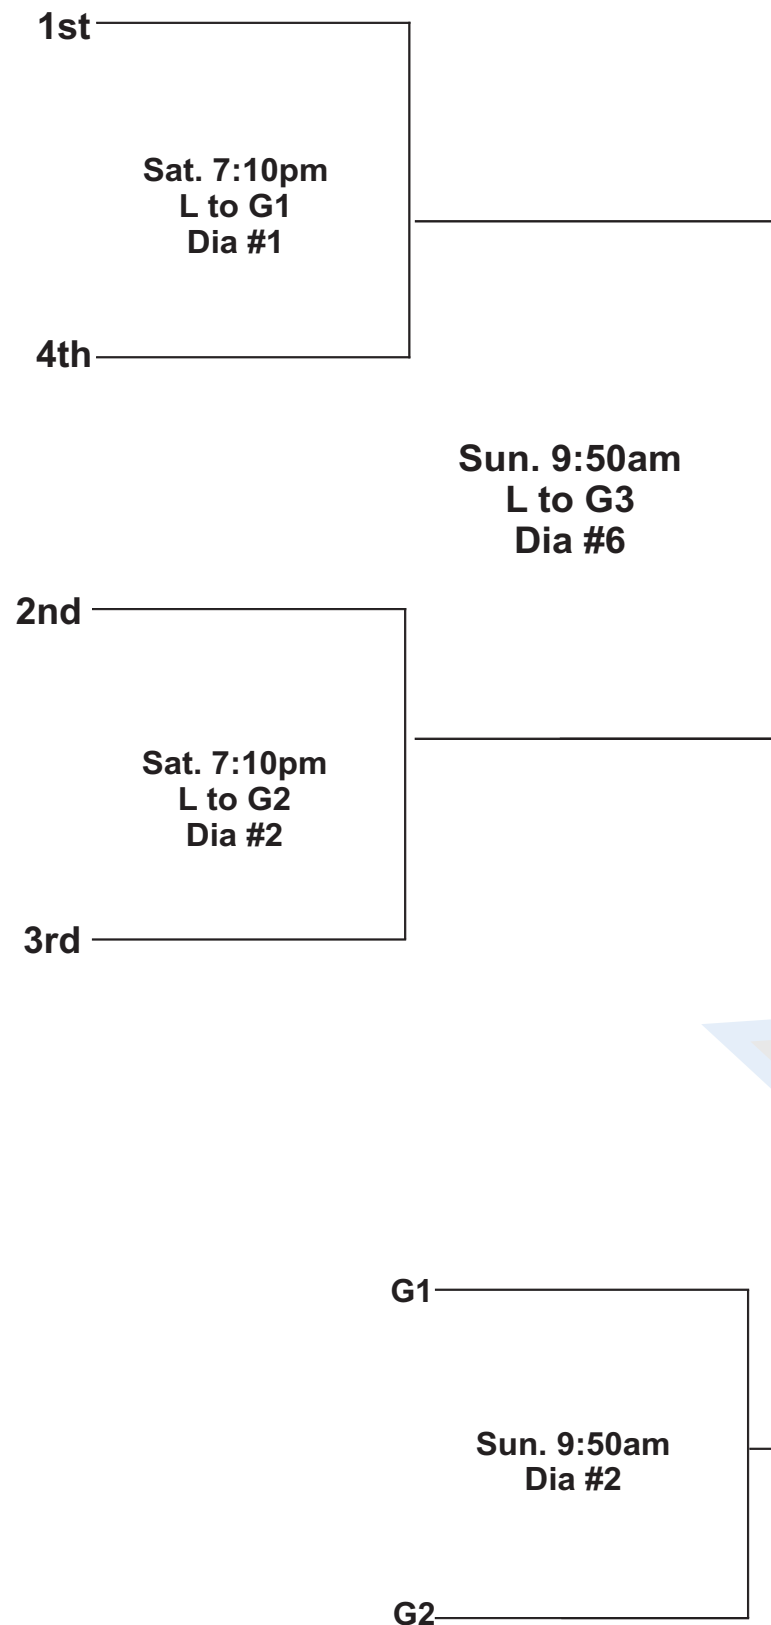 1st
Sat. 7:10pm
L to G1
Dia #1
4th
Sun. 9:50am
L to G3
Dia #6
2nd
Sat. 7:10pm
L to G2
Dia #2
3rd
G1
Sun. 9:50am
Dia #2
G2